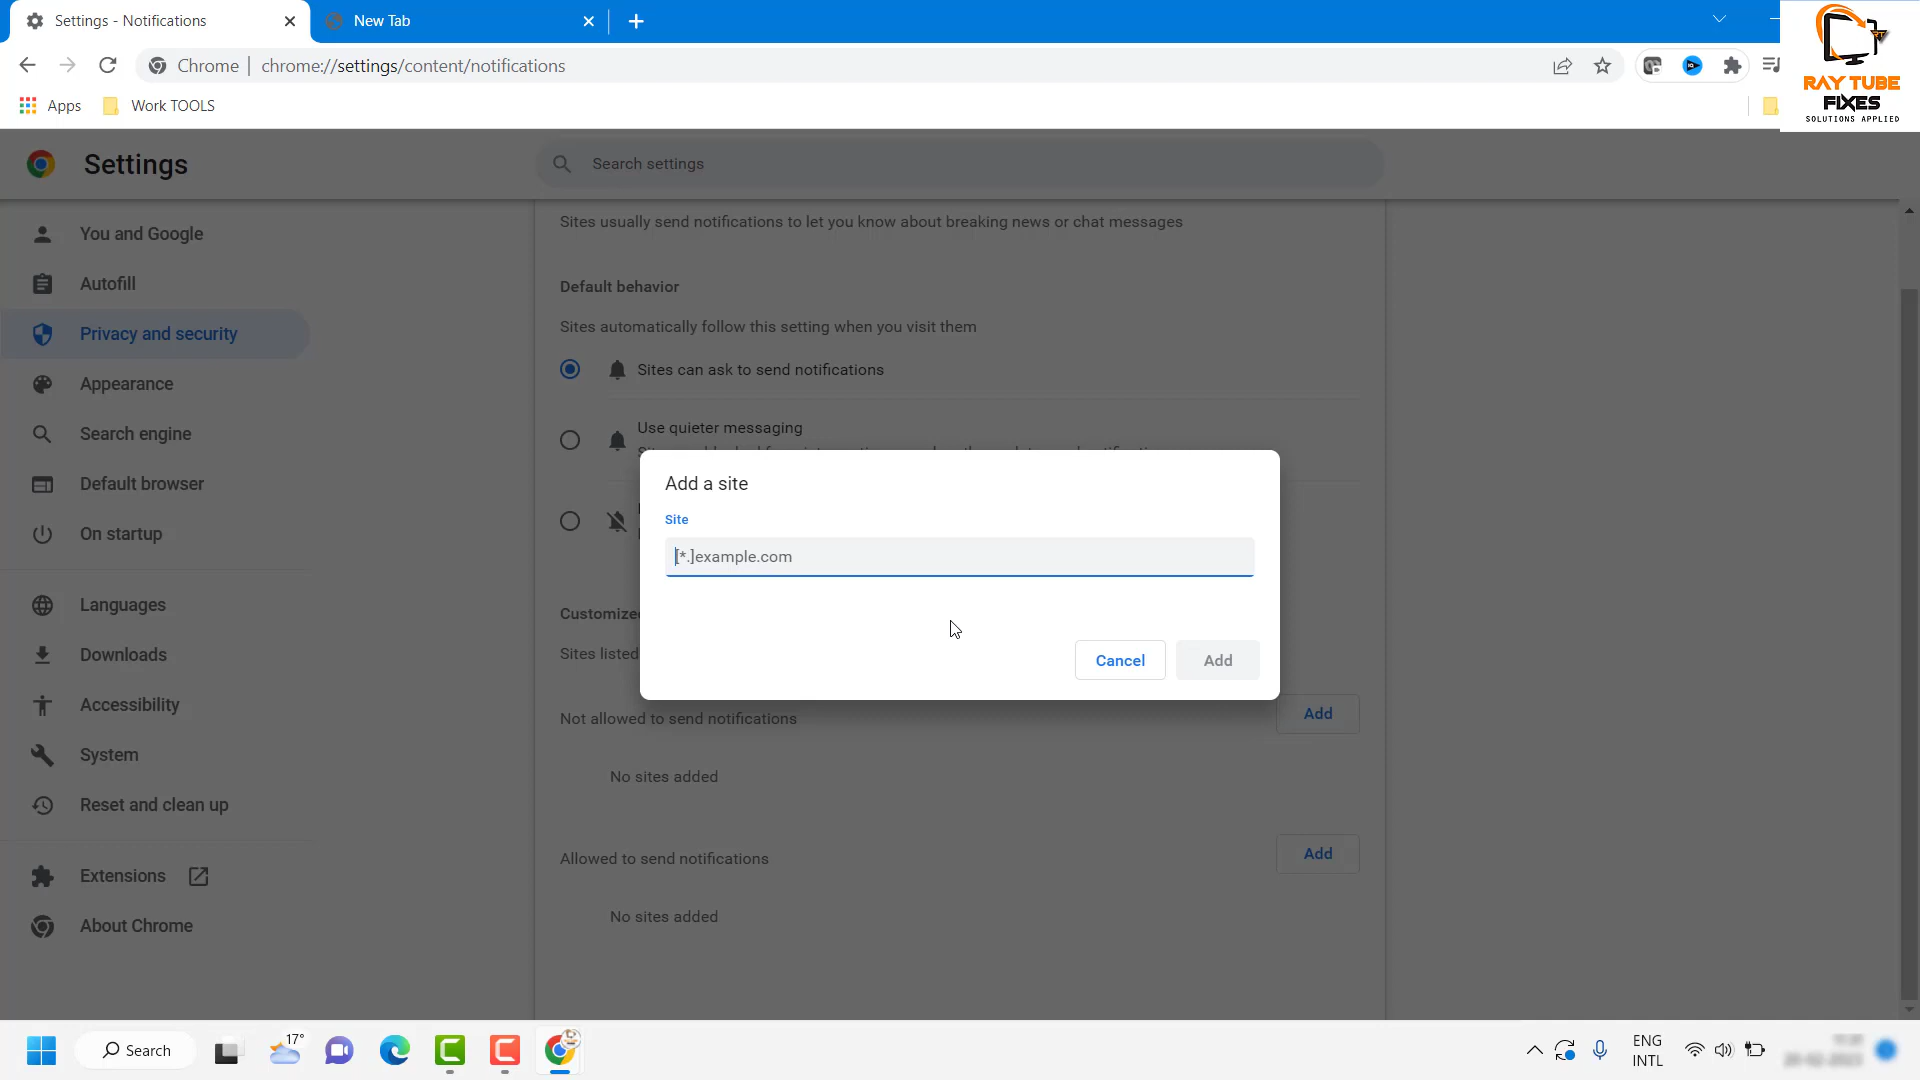 Settings - Notifications
New Tab
Chrome
chrome://settings/content/notifications
Apps
Work TOOLS
RAY TUBE
FIXES
SOLUTIONS APPLIED
Settings
Search settings
You and Google
Autofill
Privacy and security
Appearance
Search engine
Default browser
On startup
Languages
Downloads
Accessibility
System
Reset and clean up
Extensions
About Chrome
Sites usually send notifications to let you know about breaking news or chat messages
Default behavior
Sites automatically follow this setting when you visit them
Sites can ask to send notifications
Use quieter messaging
Add a site
Site
[*.]example.com
Cancel
Add
Customized
Sites listed
Not allowed to send notifications
Add
No sites added
Allowed to send notifications
Add
No sites added
Search
17°
ENG
INTL